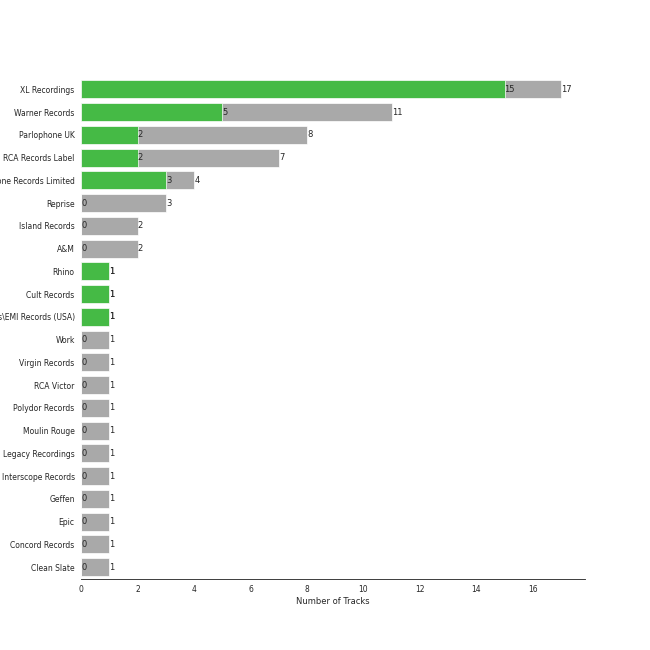 XL Recordings 15 17
Warner Records 5 11
Parlophone UK 2 8
RCA Records Label 2 7
one Records Limited 3 4
Reprise 0 3
Island Records 0 2
A&M 0 2
Rhino 1
Cult Records 1
s\EMI Records (USA) 1
Work 0 1
Virgin Records 0 1
RCA Victor 0 1
Polydor Records 0 1
Moulin Rouge 0 1
Legacy Recordings 0 1
Interscope Records 0 1
Geffen 0 1
Epic 0 1
Concord Records 0 1
Clean Slate 0 1
0 2 4 6 8 10 12 14 16
Number of Tracks